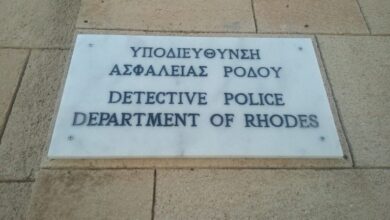 ΥΠΟΔΙΕΥΘΥΝΣΗ
ΑΣΦΑΛΕΙΑΣ ΡΟΔΟΥ
DETECTIVE POLICE
DEPARTMENT OF RHODES